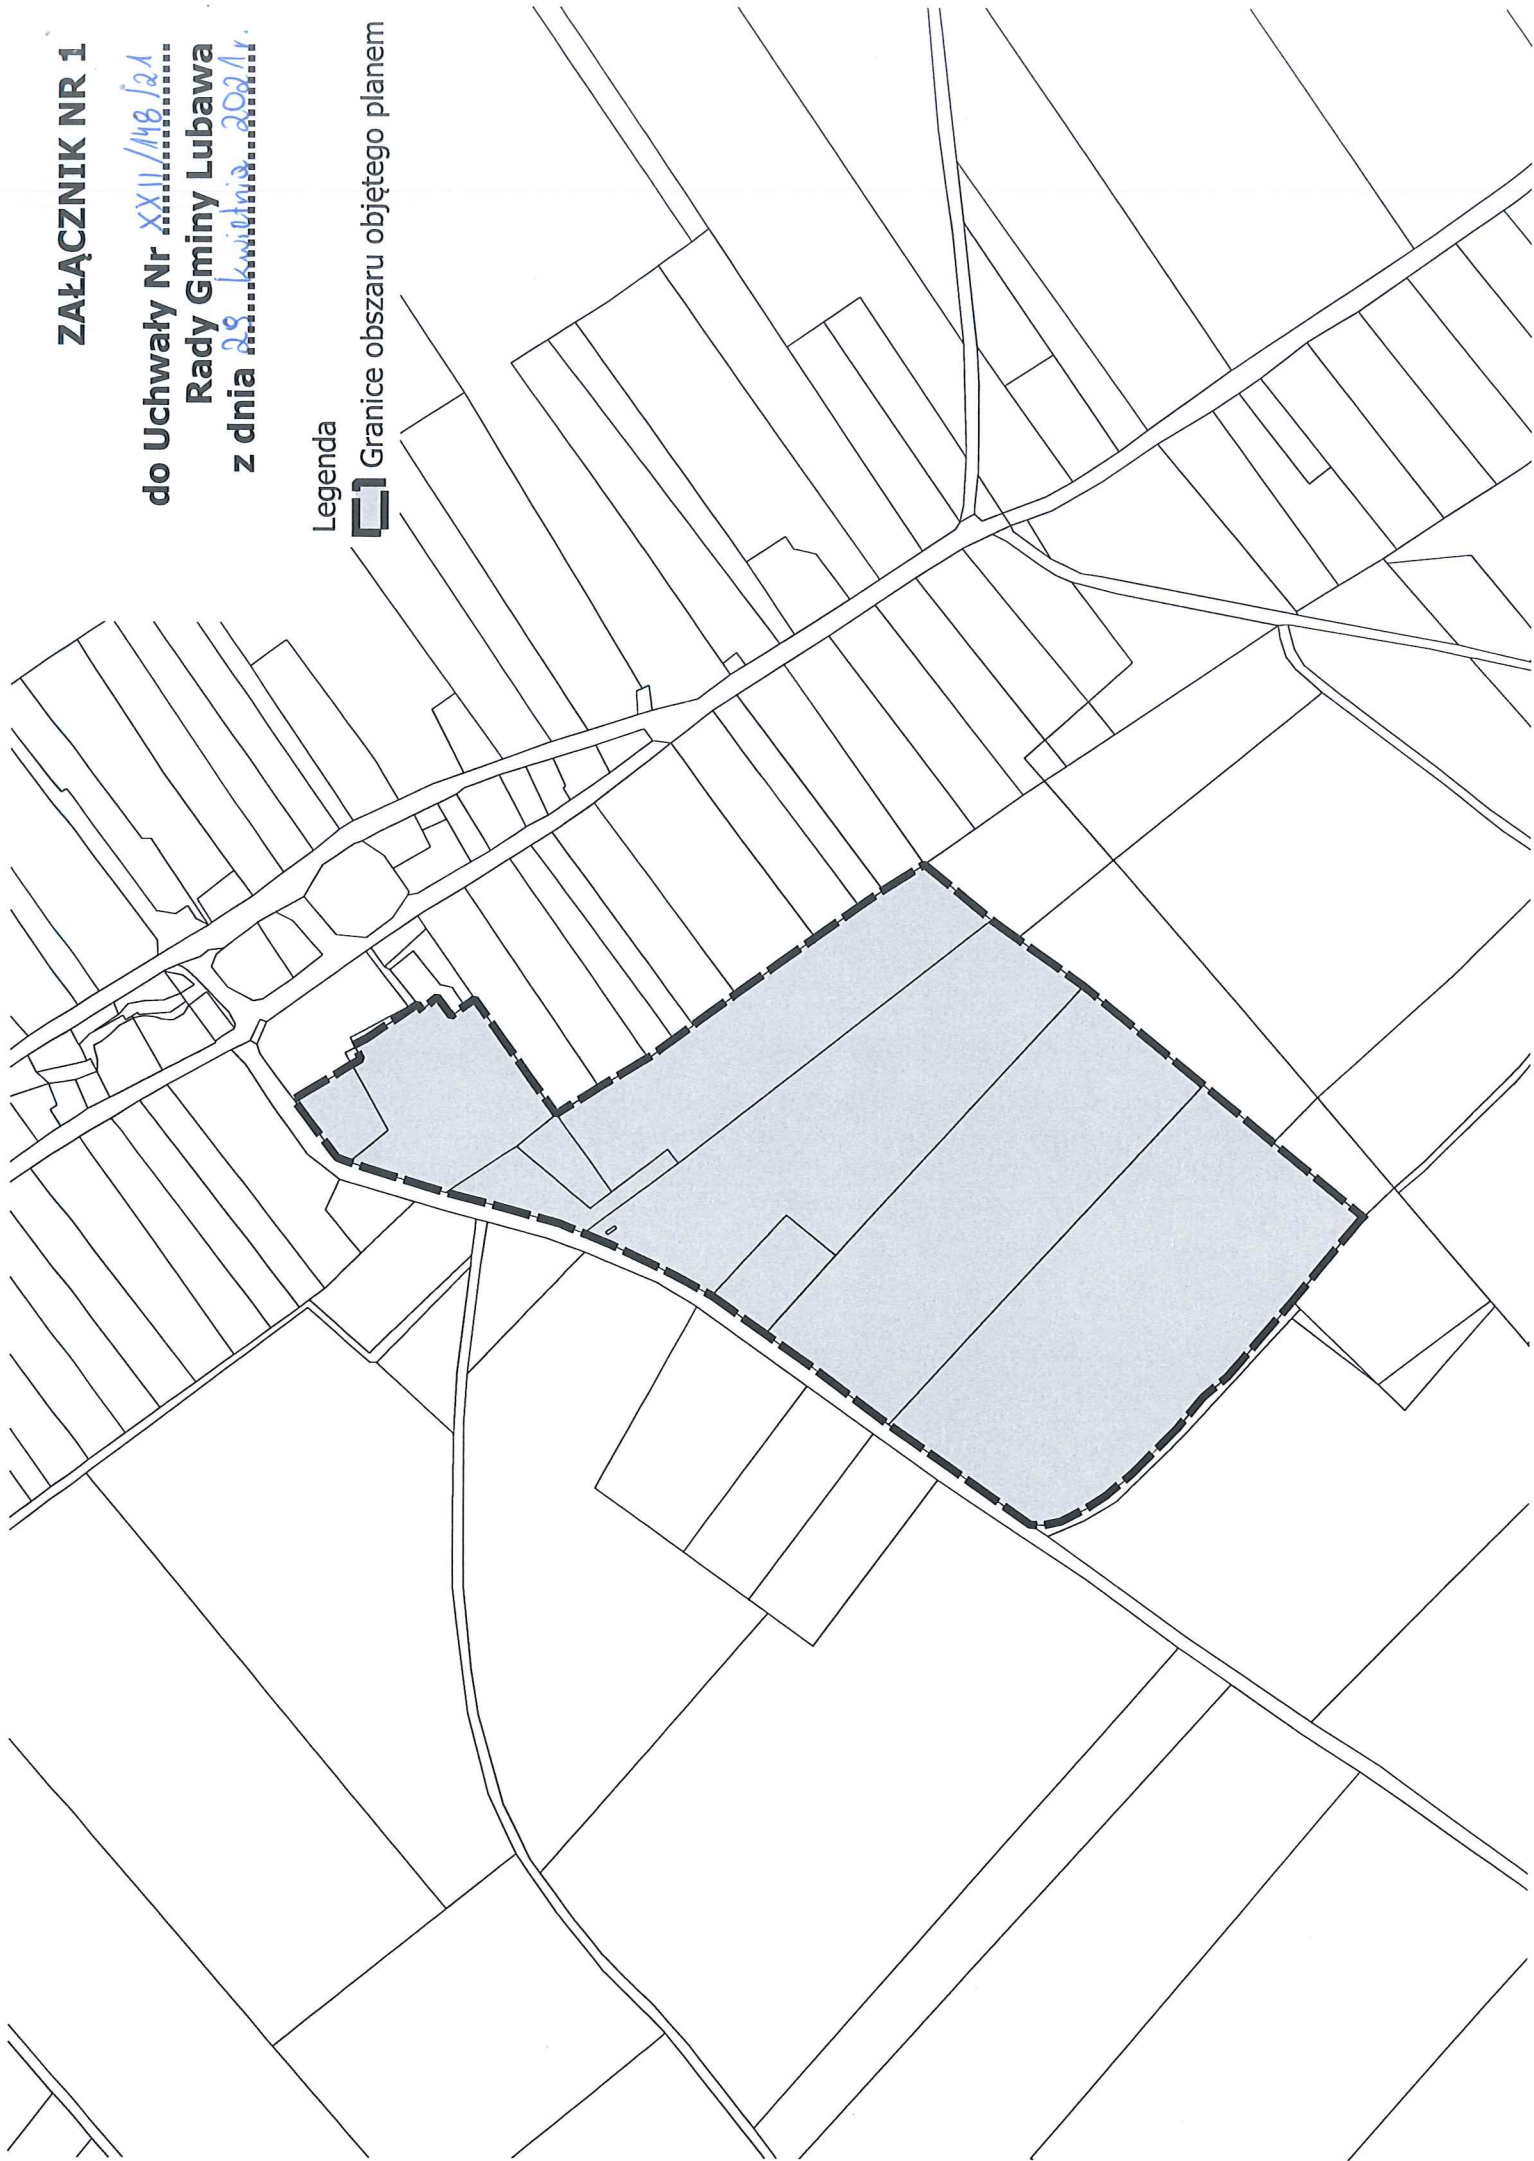 ZAŁĄCZNIK NR 1
do Uchwały Nr XXII/148/21
Rady Gminy Lubawa
z dnia 29 kwietnia 2021r.
Legenda
Granice obszaru objętego planem